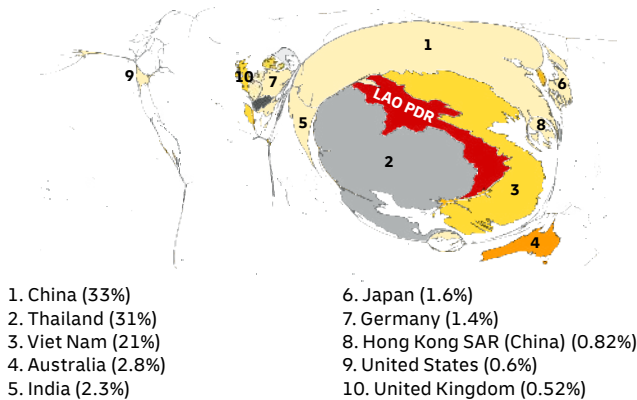 1
9
10
7
6
LAO PDR
5
8
2
3
4
1. China (33%)
2. Thailand (31%)
3. Viet Nam (21%)
4. Australia (2.8%)
5. India (2.3%)
6. Japan (1.6%)
7. Germany (1.4%)
8. Hong Kong SAR (China) (0.82%)
9. United States (0.6%)
10. United Kingdom (0.52%)